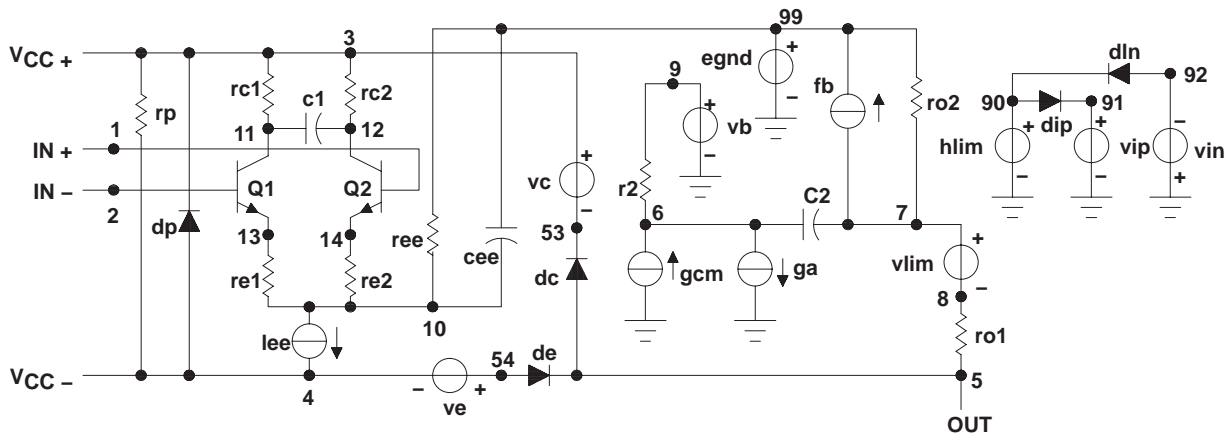 99
V CC +
3
egnd
+
−
fb
ro2
dln
92
rp
rc1
rc2
c1
11
12
9
vb
+
−
90
91
dip
hlim
+
−
vip
+
−
vin
−
+
1
IN +
IN −
2
Q1
Q2
dp
13
14
re1
re2
ree
cee
vc
+
−
53
dc
r2
6
C2
7
gcm
ga
vlim
+
−
8
ro1
10
Iee
V CC −
4
−
ve
+
54
de
5
OUT